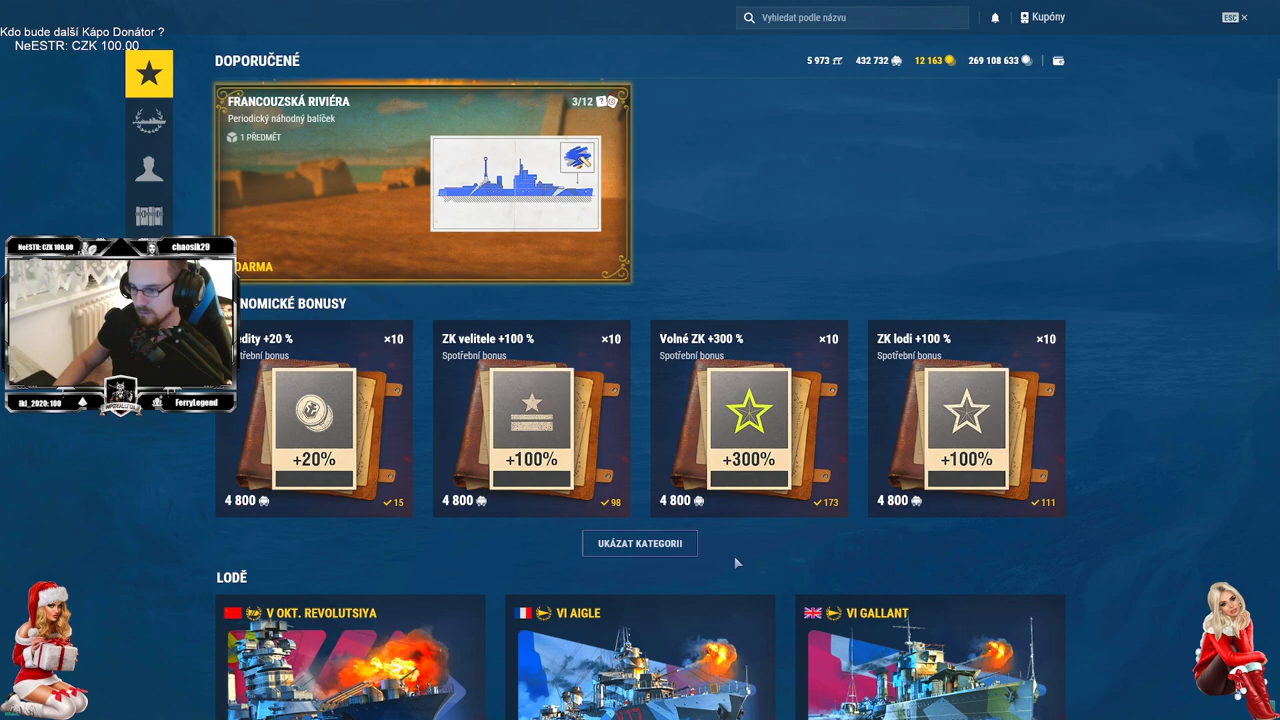 Kdo bude další Kápo Donátor ?
NeESTR: CZK 100.00
Vyhledat podle názvu
Kupóny
ESC ×
DOPORUČENÉ
5 973
432 732
12 163
269 108 633
FRANCOUZSKÁ RIVIÉRA
3/12
Periodický náhodný balíček
1 PŘEDMĚT
DARMA
NeESTR: CZK 100.00
chaosik29
FerryLegend
NOMICKÉ BONUSY
edity +20 %
×10
třební bonus
+20%
4 800
15
ZK velitele +100 %
×10
Spotřební bonus
+100%
4 800
98
Volné ZK +300 %
×10
Spotřební bonus
+300%
4 800
173
ZK lodi +100 %
×10
Spotřební bonus
+100%
4 800
111
UKÁZAT KATEGORII
LODĚ
V OKT. REVOLUTSIYA
VI AIGLE
VI GALLANT